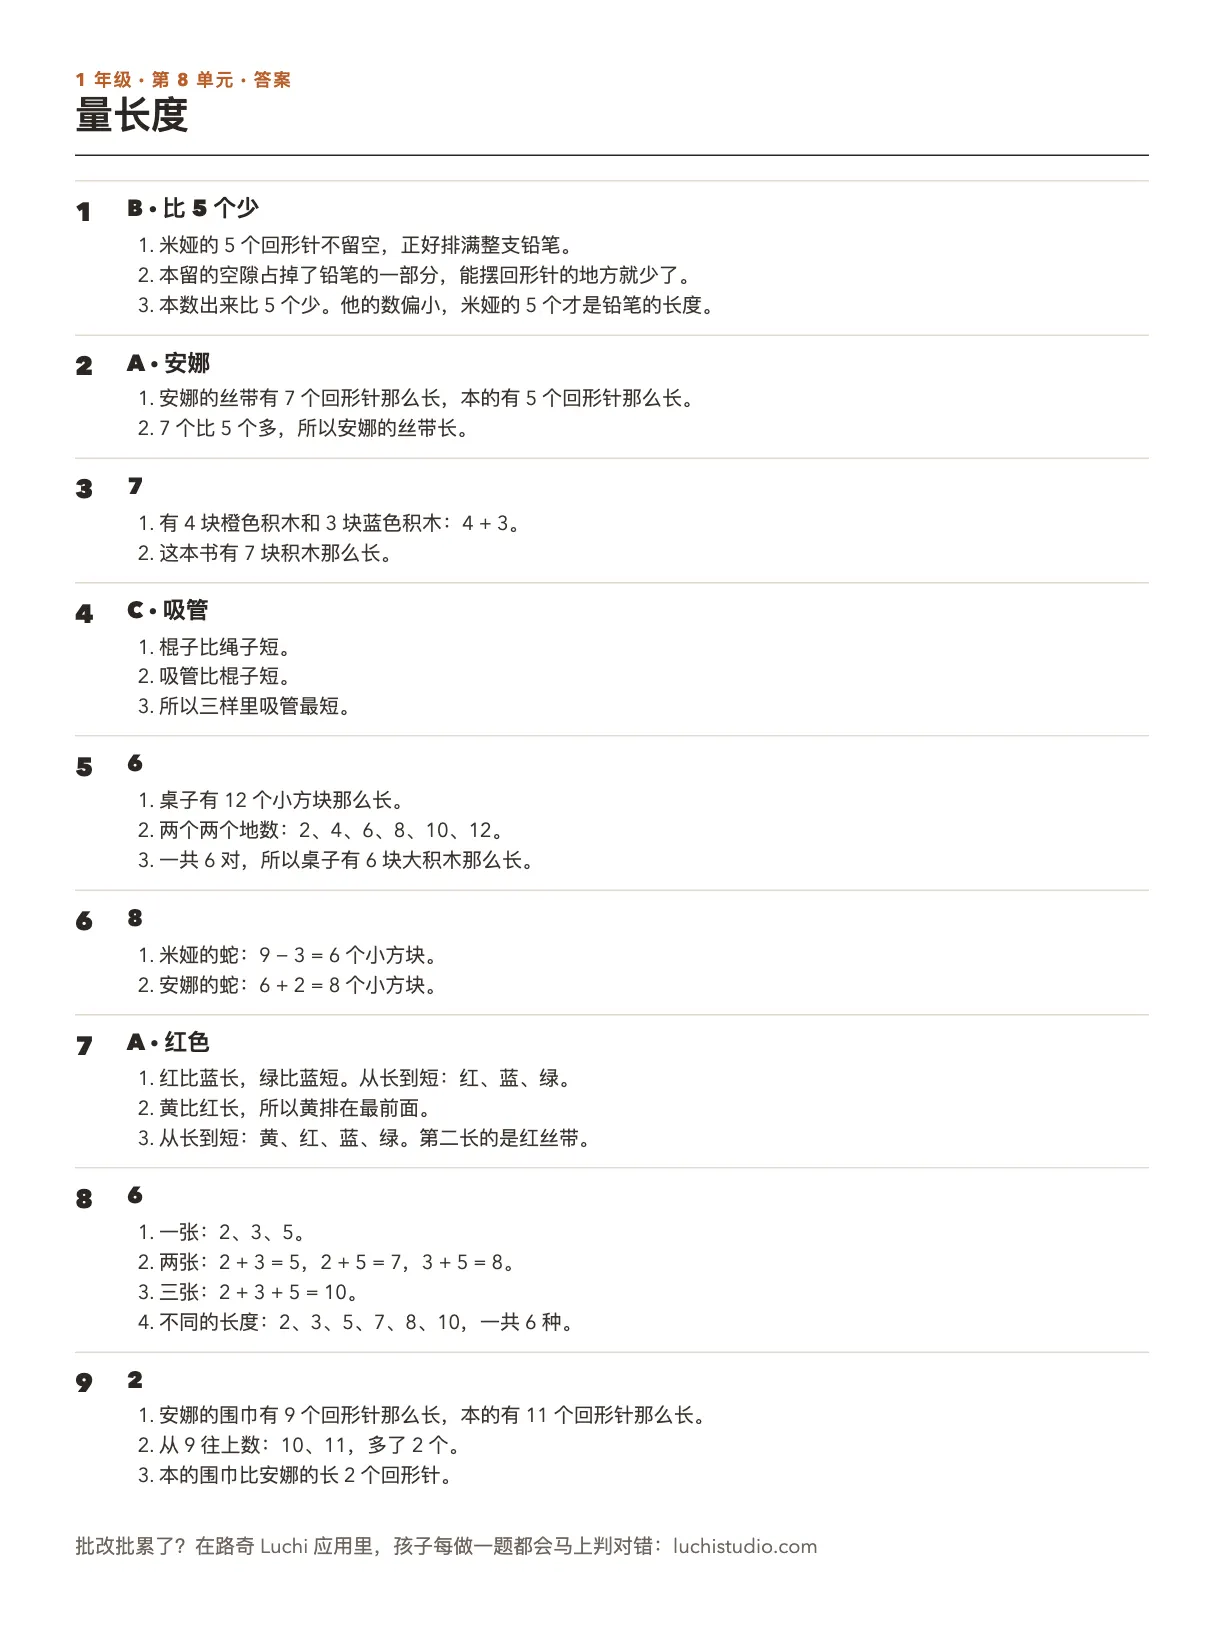 1 年级 · 第 8 单元 · 答案
量长度
1 B · 比 5 个少
1. 米娅的 5 个回形针不留空，正好排满整支铅笔。
2. 本留的空隙占掉了铅笔的一部分，能摆回形针的地方就少了。
3. 本数出来比 5 个少。他的数偏小，米娅的 5 个才是铅笔的长度。
2 A · 安娜
1. 安娜的丝带有 7 个回形针那么长，本的有 5 个回形针那么长。
2. 7 个比 5 个多，所以安娜的丝带长。
3 7
1. 有 4 块橙色积木和 3 块蓝色积木：4 + 3。
2. 这本书有 7 块积木那么长。
4 C · 吸管
1. 棍子比绳子短。
2. 吸管比棍子短。
3. 所以三样里吸管最短。
5 6
1. 桌子有 12 个小方块那么长。
2. 两个两个地数：2、4、6、8、10、12。
3. 一共 6 对，所以桌子有 6 块大积木那么长。
6 8
1. 米娅的蛇：9 − 3 = 6 个小方块。
2. 安娜的蛇：6 + 2 = 8 个小方块。
7 A · 红色
1. 红比蓝长，绿比蓝短。从长到短：红、蓝、绿。
2. 黄比红长，所以黄排在最前面。
3. 从长到短：黄、红、蓝、绿。第二长的是红丝带。
8 6
1. 一张：2、3、5。
2. 两张：2 + 3 = 5，2 + 5 = 7，3 + 5 = 8。
3. 三张：2 + 3 + 5 = 10。
4. 不同的长度：2、3、5、7、8、10，一共 6 种。
9 2
1. 安娜的围巾有 9 个回形针那么长，本的有 11 个回形针那么长。
2. 从 9 往上数：10、11，多了 2 个。
3. 本的围巾比安娜的长 2 个回形针。
批改批累了？在路奇 Luchi 应用里，孩子每做一题都会马上判对错：luchistudio.com